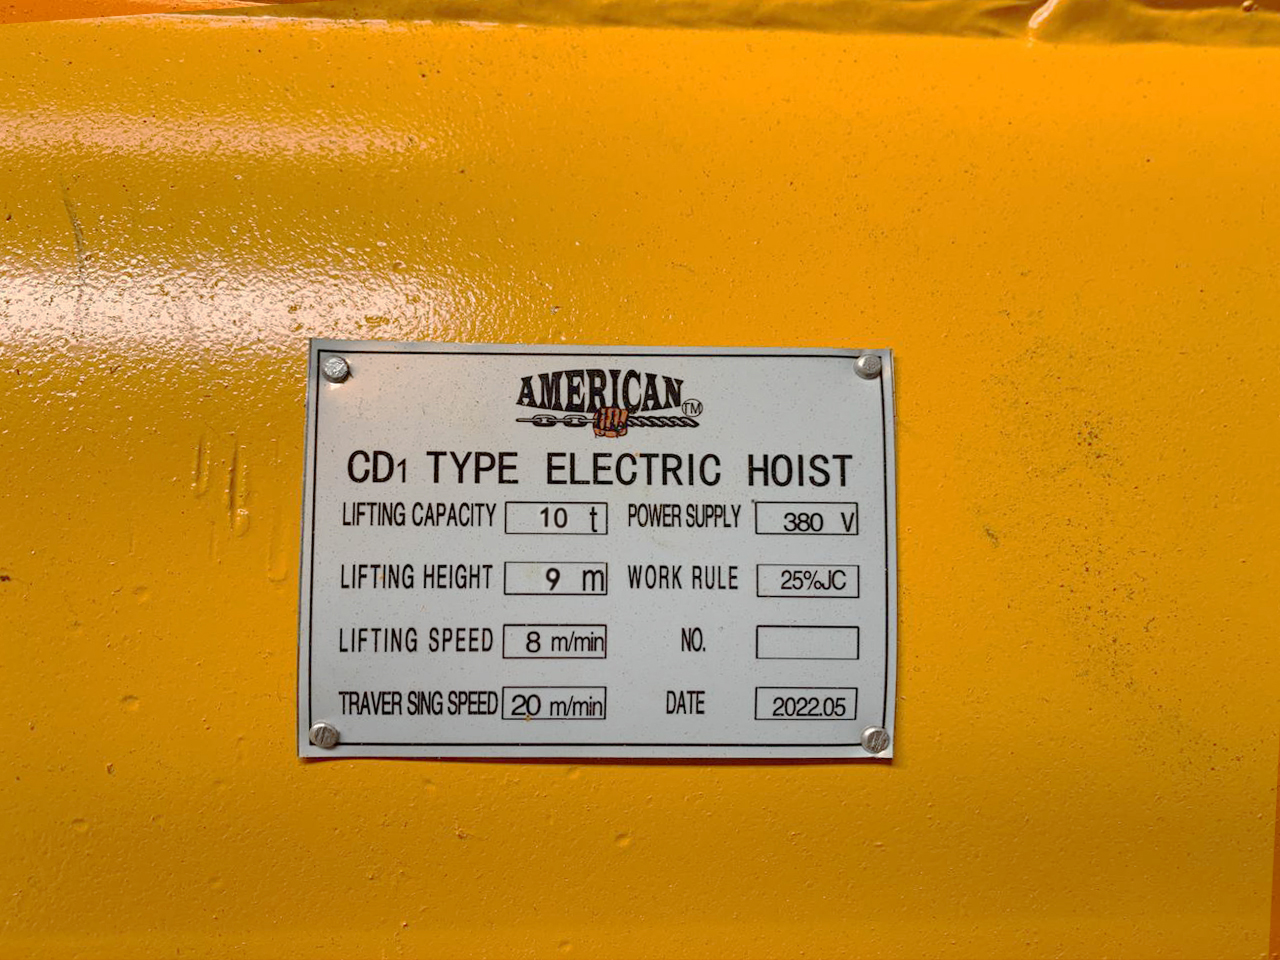 AMERICAN TM
CD1 TYPE ELECTRIC HOIST
LIFTING CAPACITY 10 t POWER SUPPLY 380 V
LIFTING HEIGHT 9 m WORK RULE 25%JC
LIFTING SPEED 8 m/min NO.
TRAVER SING SPEED 20 m/min DATE 2022.05